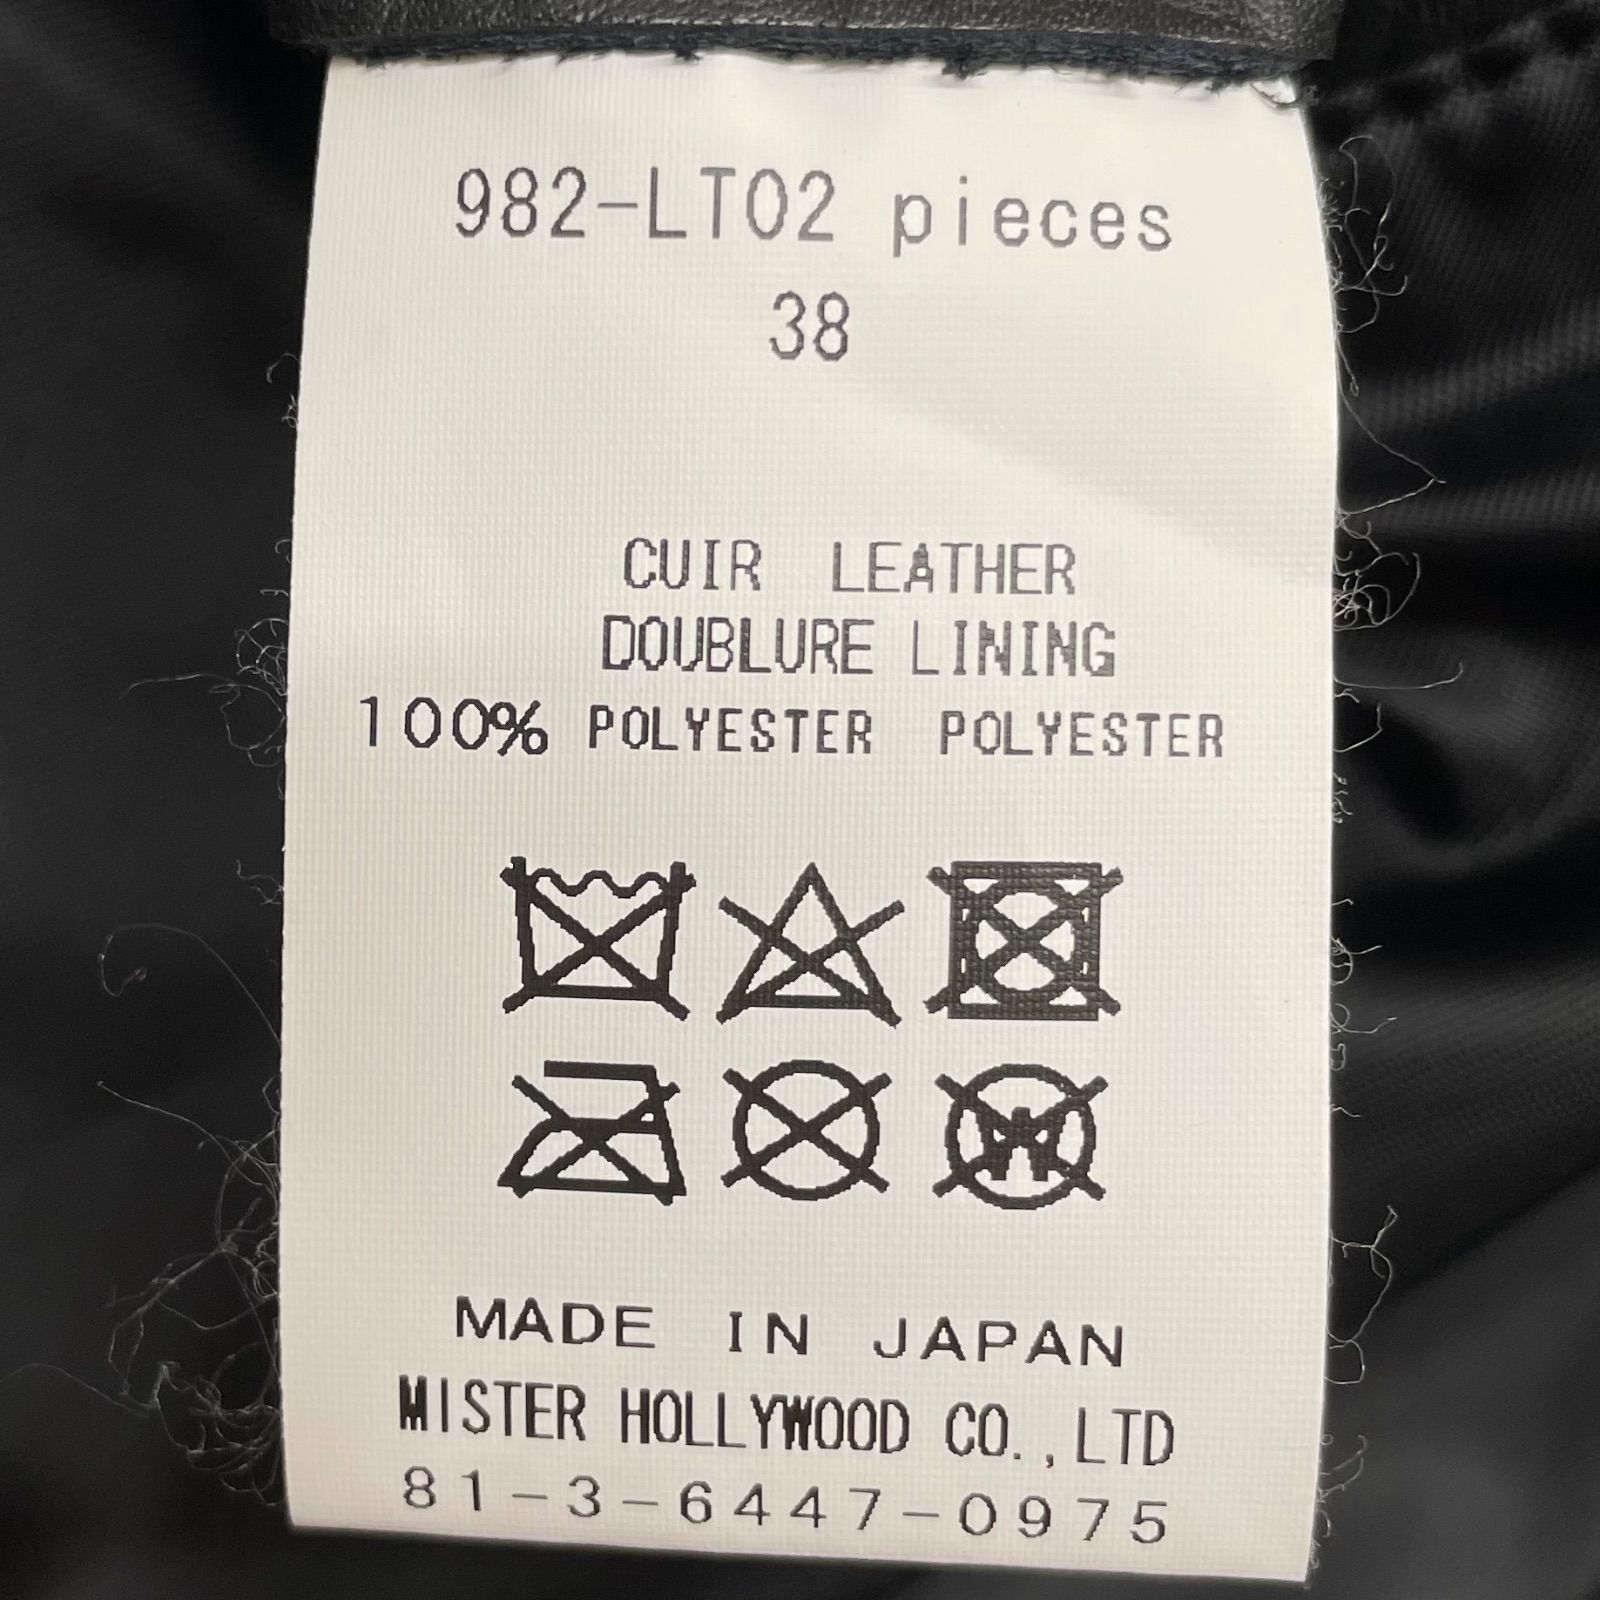 982-LT02 pieces
38
CUIR LEATHER
DOUBLURE LINING
100% POLYESTER POLYESTER
MADE IN JAPAN
MISTER HOLLYWOOD CO.,LTD
81-3-6447-0975